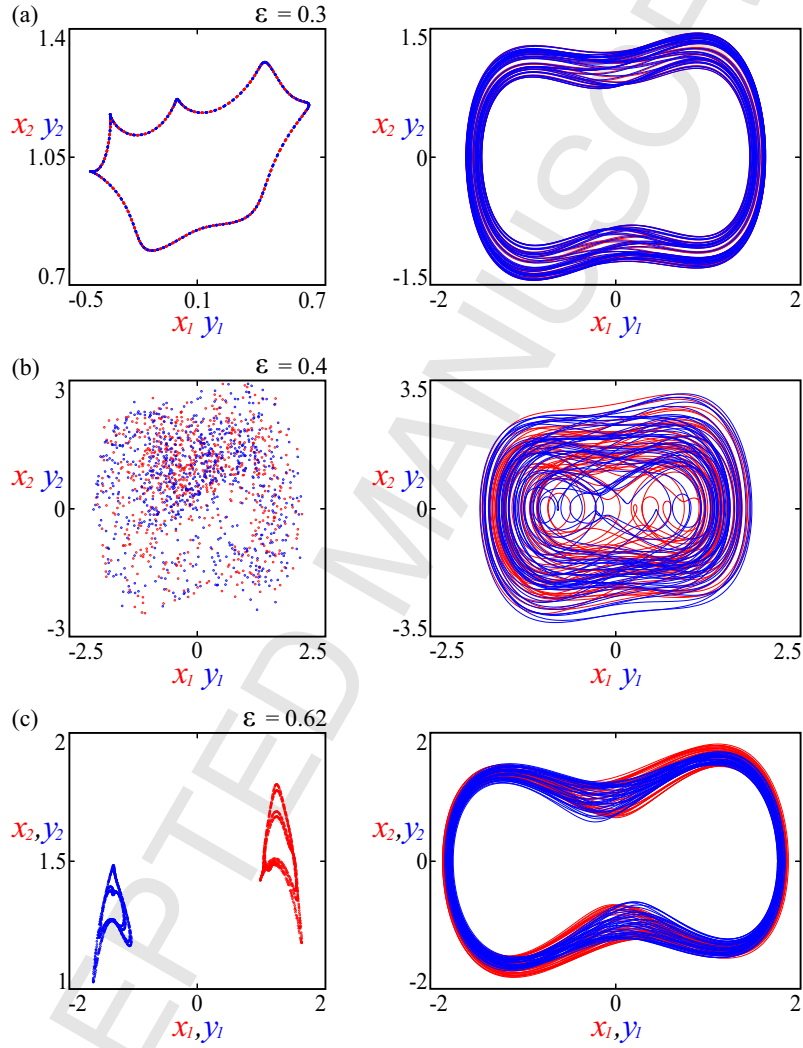 (a) ε = 0.3
1.4 1.5
x2 y2 x2 y2
1.05 0
0.7 -1.5
-0.5 0.1 0.7 -2 0 2
x1 y1 x1 y1
(b) ε = 0.4
3 3.5
x2 y2 x2 y2
0 0
-3 -3.5
-2.5 0 2.5 -2.5 0 2.5
x1 y1 x1 y1
(c) ε = 0.62
2 2
x2,y2 x2,y2
1.5 0
1 -2
-2 0 2 -2 0 2
x1,y1 x1,y1
EPTED MANUSC